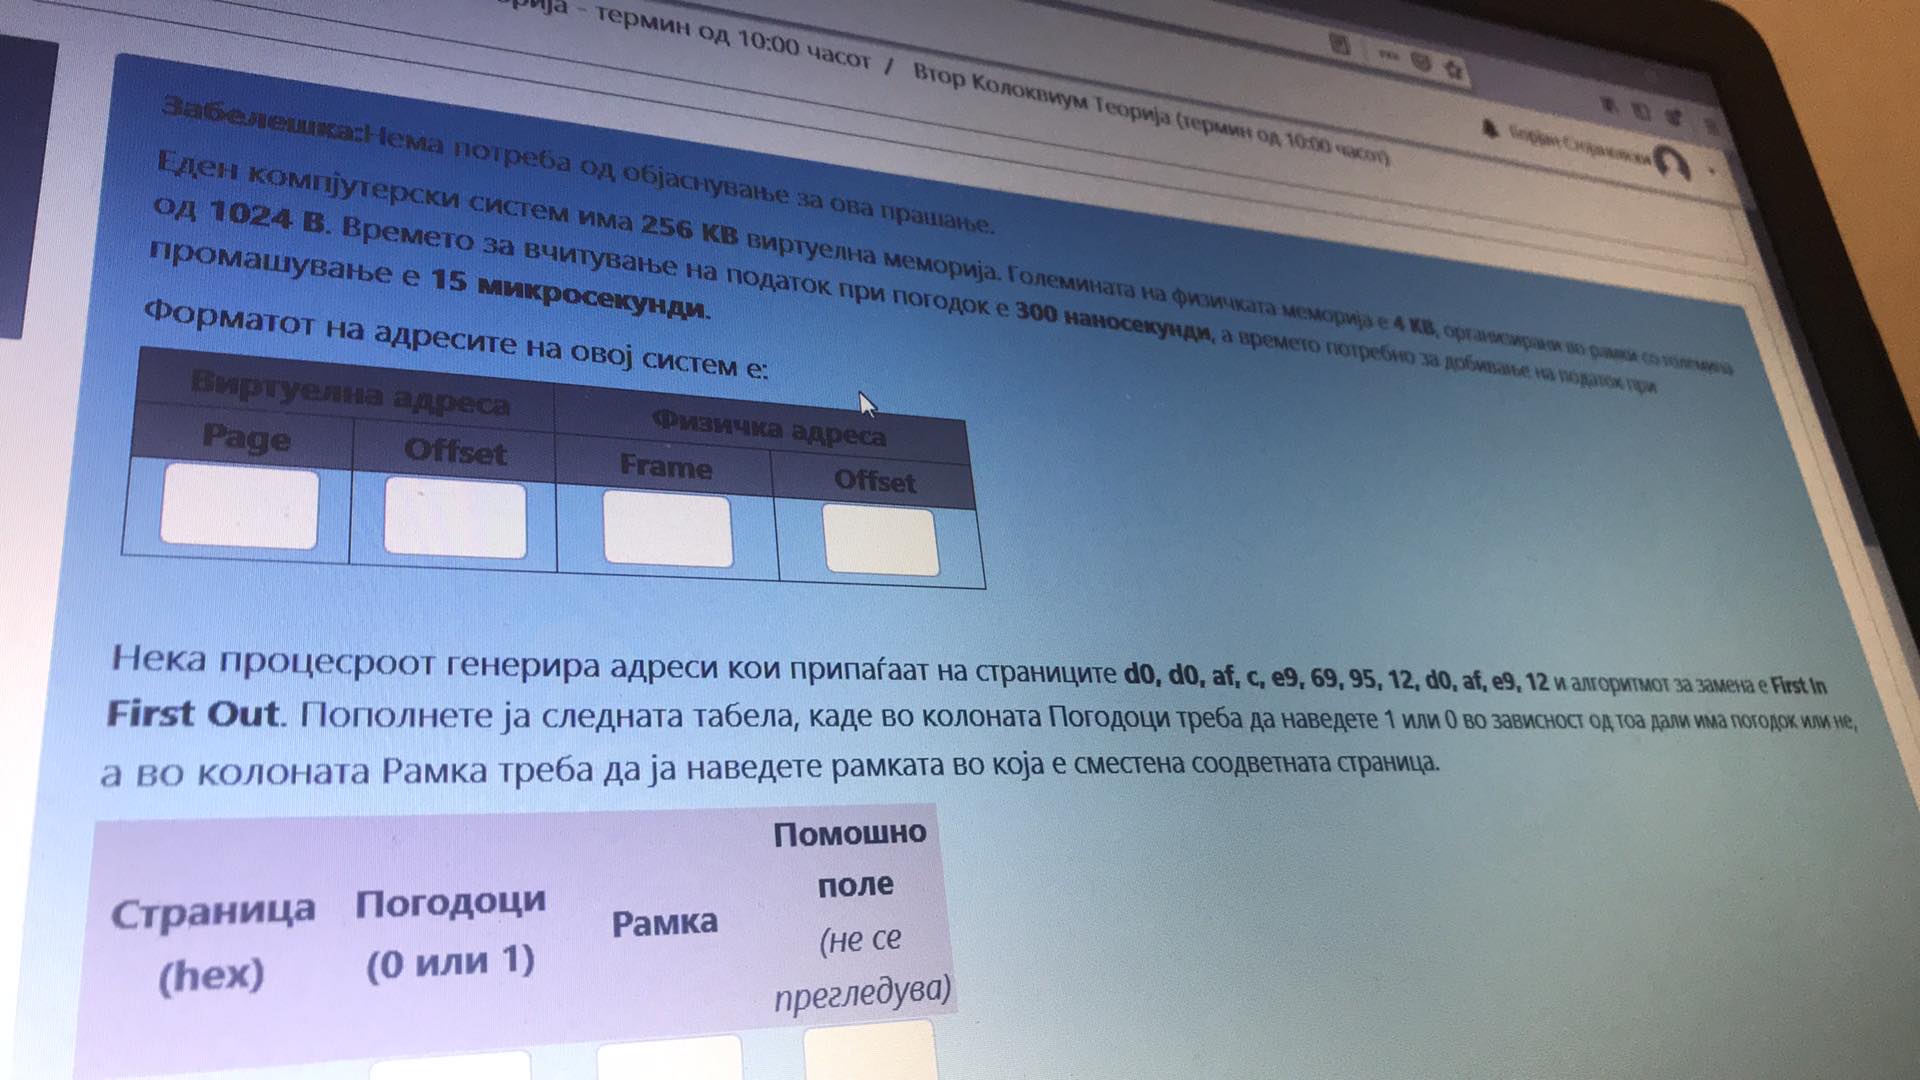 рија - термин од 10:00 часот / Втор Колоквиум Теорија (термин од 10:00 часот)
Забелешка:Нема потреба од објаснување за ова прашање.
Еден компјутерски систем има 256 KB виртуелна меморија. Големината на физичката меморија е 4 KB, организирани во рамки со големина
од 1024 B. Времето за вчитување на податок при погодок е 300 наносекунди, а времето потребно за добивање на податок при
промашување е 15 микросекунди.
Форматот на адресите на овој систем е:
Виртуелна адреса Физичка адреса
Page Offset Frame Offset
Нека процесроот генерира адреси кои припаѓаат на страниците d0, d0, af, c, e9, 69, 95, 12, d0, af, e9, 12 и алгоритмот за замена е First In
First Out. Пополнете ја следната табела, каде во колоната Погодоци треба да наведете 1 или 0 во зависност од тоа дали има погодок или не,
а во колоната Рамка треба да ја наведете рамката во која е сместена соодветната страница.
Страница
(hex)
Погодоци
(0 или 1)
Рамка
Помошно
поле
(не се
прегледува)